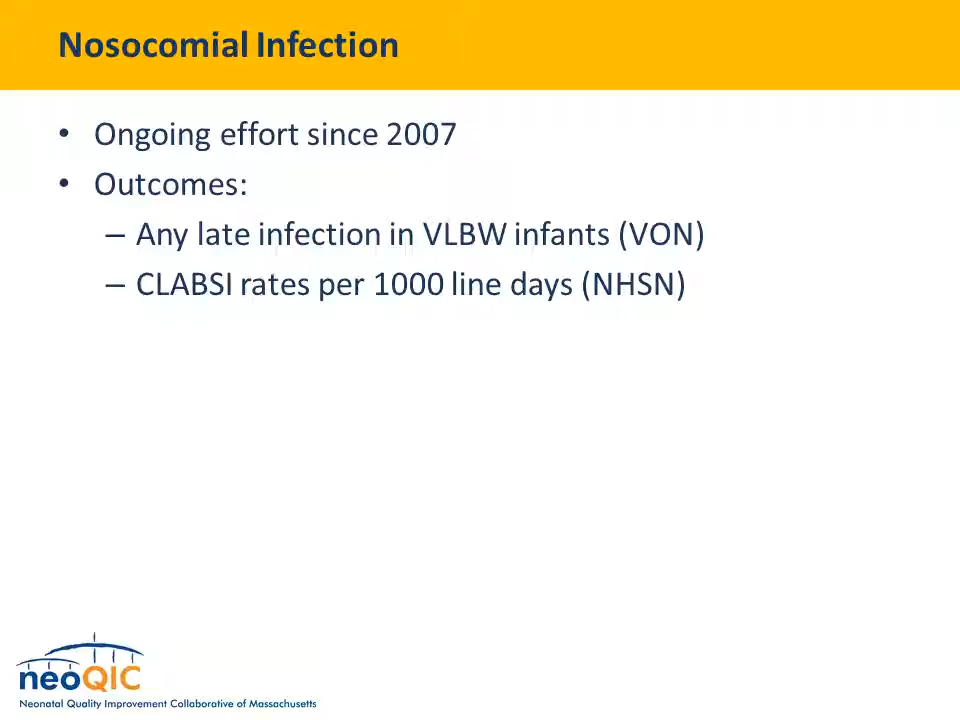 Nosocomial Infection
• Ongoing effort since 2007
• Outcomes:
– Any late infection in VLBW infants (VON)
– CLABSI rates per 1000 line days (NHSN)
neoQIC
Neonatal Quality Improvement Collaborative of Massachusetts